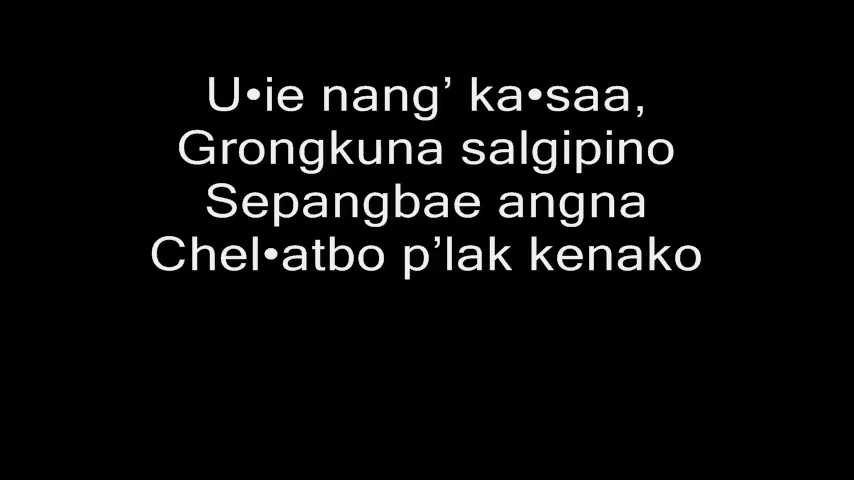 U•ie nang’ ka•saa,
Grongkuna salgipino
Sepangbae angna
Chel•atbo p’lak kenako